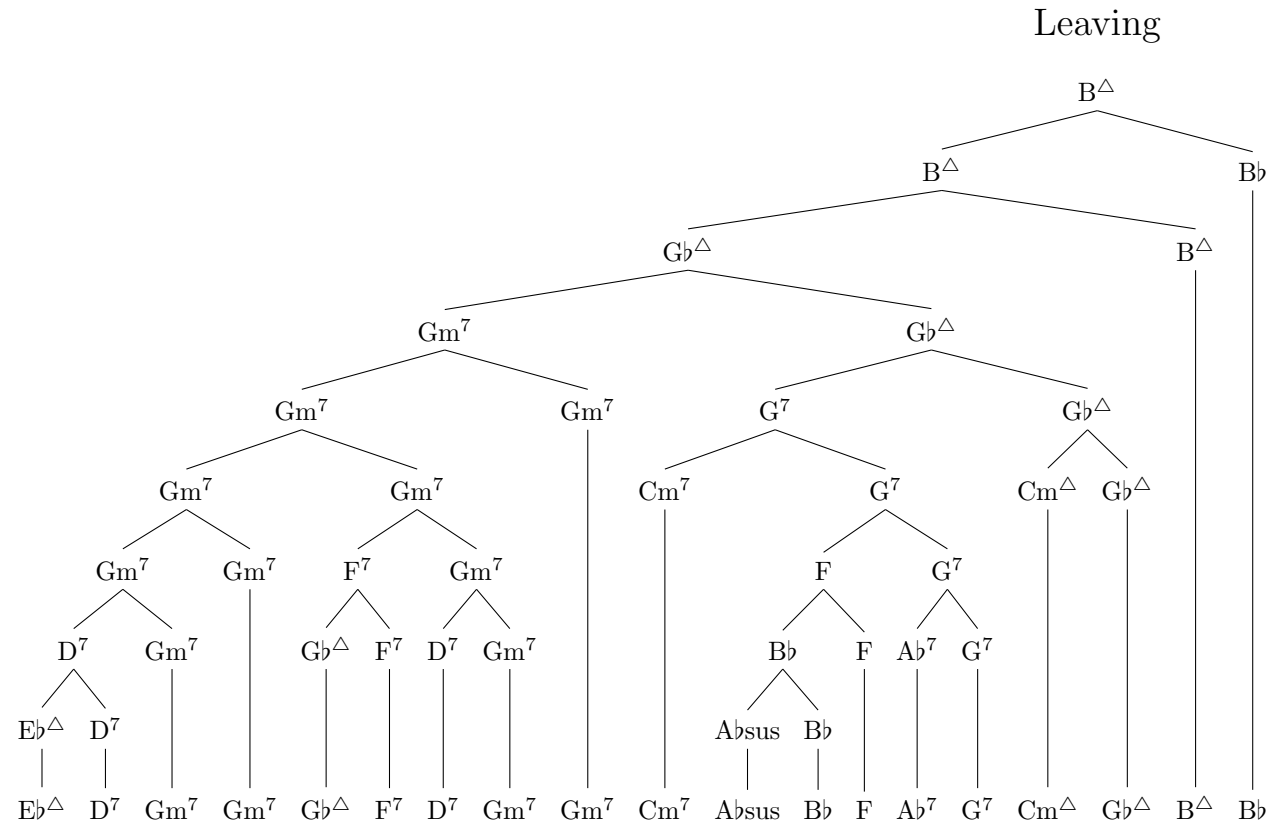 Leaving
B△
B△ B♭
G♭△ B△
Gm⁷ G♭△
Gm⁷ Gm⁷ G⁷ G♭△
Gm⁷ Gm⁷ Cm⁷ G⁷ Cm△ G♭△
Gm⁷ Gm⁷ F⁷ Gm⁷ F G⁷
D⁷ Gm⁷ G♭△ F⁷ D⁷ Gm⁷ B♭ F A♭⁷ G⁷
E♭△ D⁷ A♭sus B♭
E♭△ D⁷ Gm⁷ Gm⁷ G♭△ F⁷ D⁷ Gm⁷ Gm⁷ Cm⁷ A♭sus B♭ F A♭⁷ G⁷ Cm△ G♭△ B△ B♭